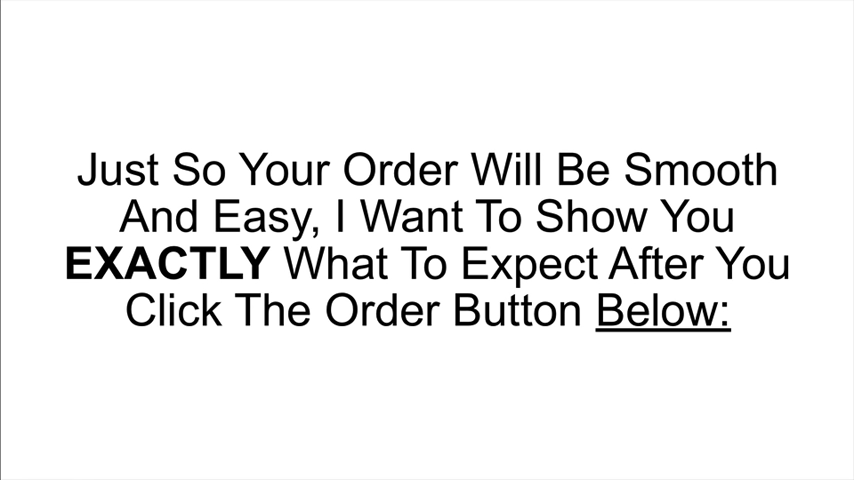 Just So Your Order Will Be Smooth
And Easy, I Want To Show You
EXACTLY What To Expect After You
Click The Order Button Below: